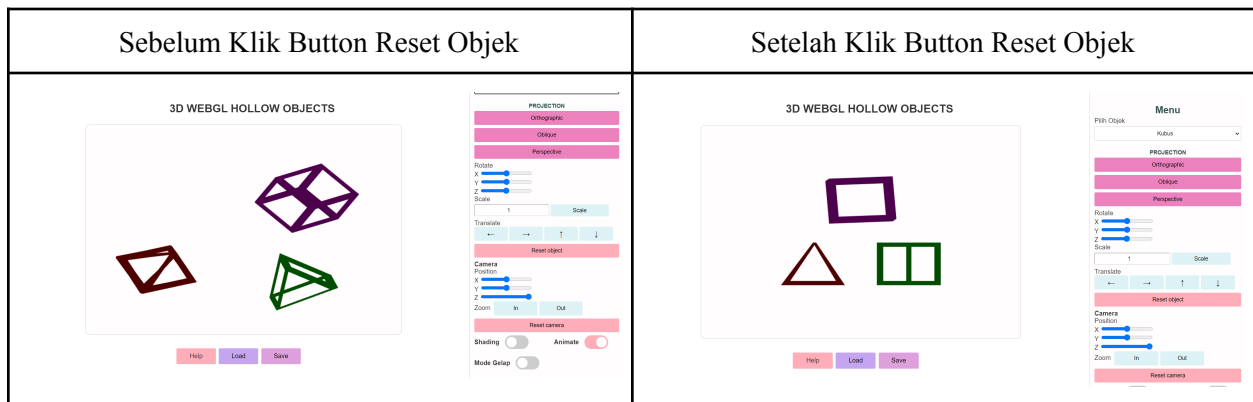 Sebelum Klik Button Reset Objek
Setelah Klik Button Reset Objek
3D WEBGL HOLLOW OBJECTS
PROJECTION
Orthographic
Oblique
Perspective
Rotate
X
Y
Z
Scale
1 Scale
Translate
← → ↑ ↓
Reset object
Camera
Position
X
Y
Z
Zoom In Out
Reset camera
Shading Animate
Mode Gelap
Help Load Save
3D WEBGL HOLLOW OBJECTS
Menu
Pilih Objek
Kubus
PROJECTION
Orthographic
Oblique
Perspective
Rotate
X
Y
Z
Scale
1 Scale
Translate
← → ↑ ↓
Reset object
Camera
Position
X
Y
Z
Zoom In Out
Reset camera
Help Load Save